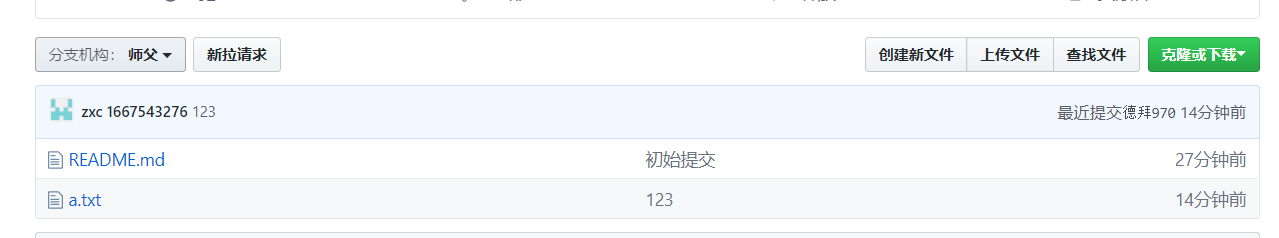 分支机构： 师父
新拉请求
创建新文件 上传文件 查找文件
克隆或下载
zxc 1667543276 123
最近提交德拜970 14分钟前
README.md 初始提交 27分钟前
a.txt 123 14分钟前